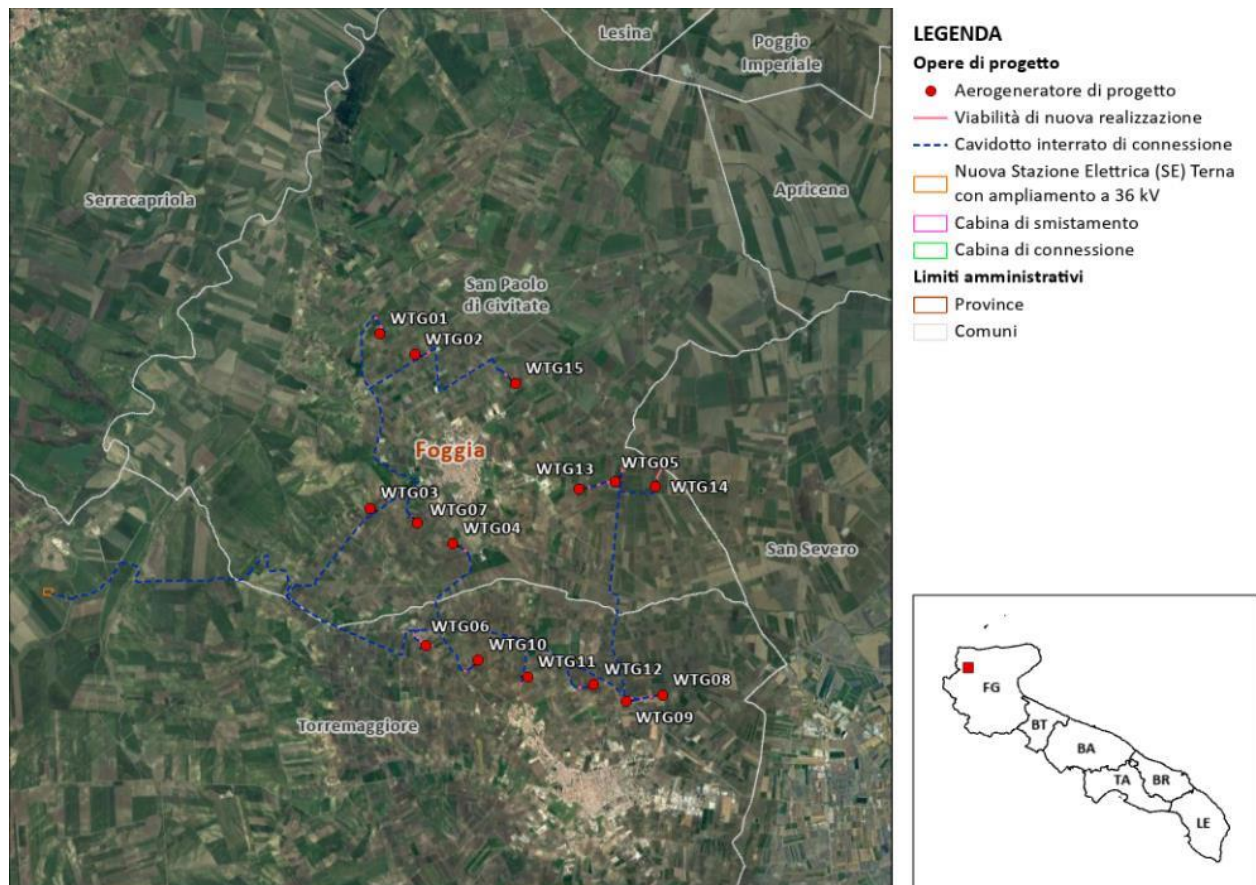 Lesina
Poggio
Imperiale
Serracapriola
Apricena
San Paolo
di Civitate
WTG01
WTG02
WTG15
Foggia
WTG13
WTG05
WTG14
WTG03
WTG07
WTG04
San Severo
WTG06
WTG10
WTG11
WTG12
WTG08
WTG09
Torremaggiore
LEGENDA
Opere di progetto
Aerogeneratore di progetto
Viabilità di nuova realizzazione
Cavidotto interrato di connessione
Nuova Stazione Elettrica (SE) Terna
con ampliamento a 36 kV
Cabina di smistamento
Cabina di connessione
Limiti amministrativi
Province
Comuni
FG
BT
BA
TA
BR
LE